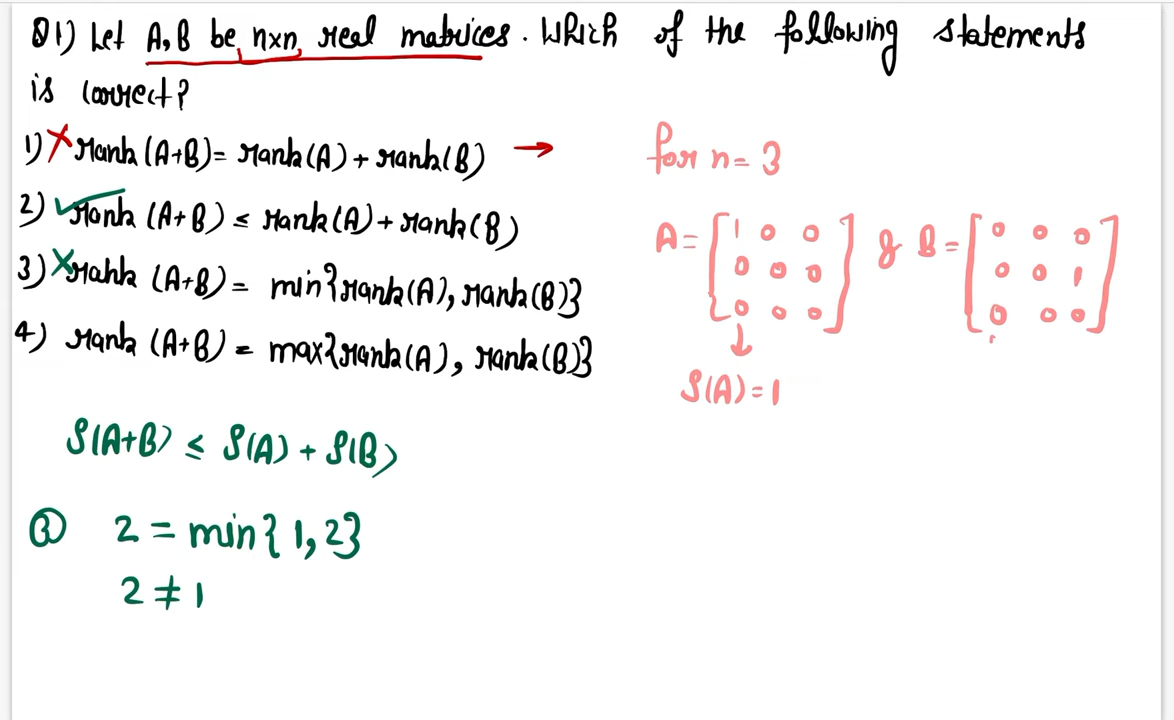 Q1) Let A,B be n×n real matrices. Which of the following statements
is correct?
1) × Rank (A+B) = Rank(A) + Rank(B) →
2) ✓ Rank (A+B) ≤ Rank(A) + Rank(B)
3) × Rank (A+B) = min{Rank(A), Rank(B)}
4) Rank (A+B) = max{Rank(A), Rank(B)}
ρ(A+B) ≤ ρ(A) + ρ(B)
③ 2 = min{1,2}
2 ≠ 1
for n = 3
A = [1 0 0 & B = [0 0 0
0 0 0 0 0 1
0 0 0] 0 0 0]
↓
ρ(A) = 1